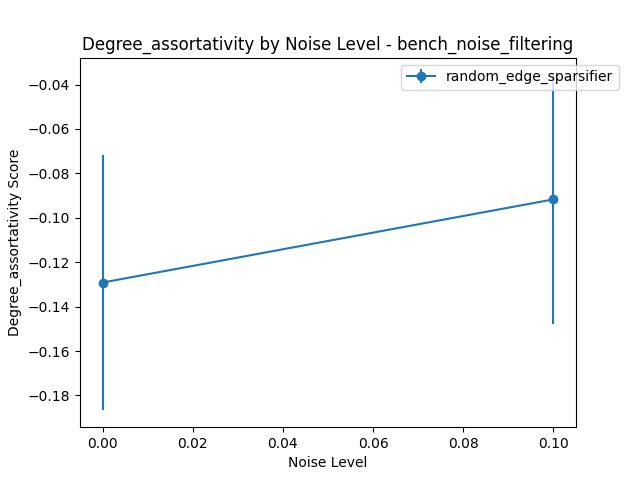 Degree_assortativity by Noise Level - bench_noise_filtering
random_edge_sparsifier
Degree_assortativity Score
−0.04
−0.06
−0.08
−0.10
−0.12
−0.14
−0.16
−0.18
0.00 0.02 0.04 0.06 0.08 0.10
Noise Level